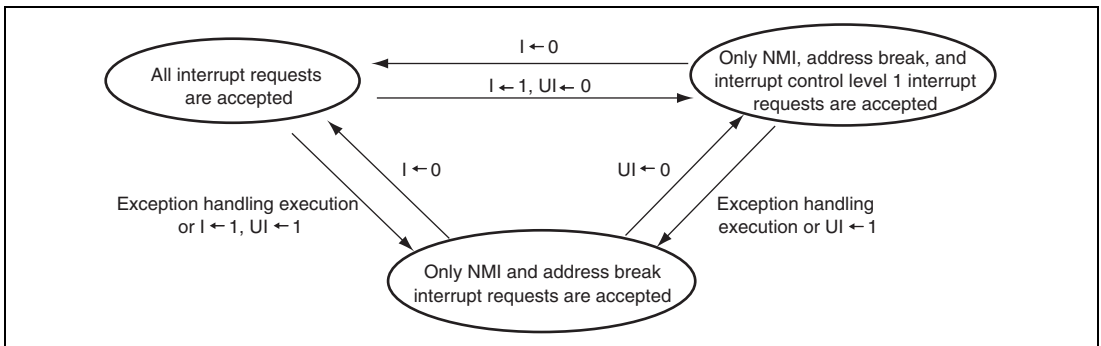 I ← 0
All interrupt requests
are accepted
Only NMI, address break, and
interrupt control level 1 interrupt
requests are accepted
I ← 1, UI ← 0
I ← 0
UI ← 0
Exception handling execution
or I ← 1, UI ← 1
Exception handling
execution or UI ← 1
Only NMI and address break
interrupt requests are accepted